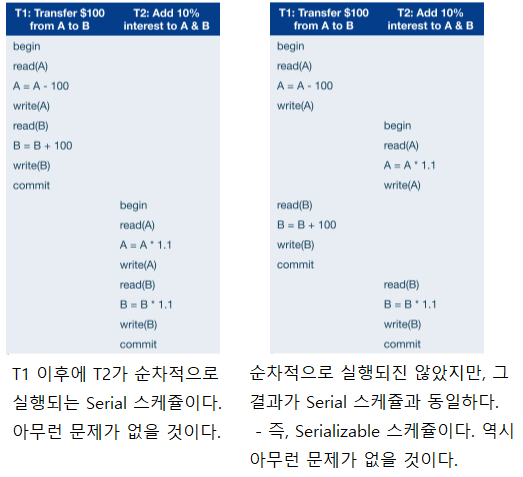 T1: Transfer $100
from A to B
T2: Add 10%
interest to A & B
begin
read(A)
A = A - 100
write(A)
read(B)
B = B + 100
write(B)
commit
begin
read(A)
A = A * 1.1
write(A)
read(B)
B = B * 1.1
write(B)
commit
T1 이후에 T2가 순차적으로
실행되는 Serial 스케쥴이다.
아무런 문제가 없을 것이다.
T1: Transfer $100
from A to B
T2: Add 10%
interest to A & B
begin
read(A)
A = A - 100
write(A)
begin
read(A)
A = A * 1.1
write(A)
read(B)
B = B + 100
write(B)
commit
read(B)
B = B * 1.1
write(B)
commit
순차적으로 실행되진 않았지만, 그
결과가 Serial 스케쥴과 동일하다.
- 즉, Serializable 스케쥴이다. 역시
아무런 문제가 없을 것이다.